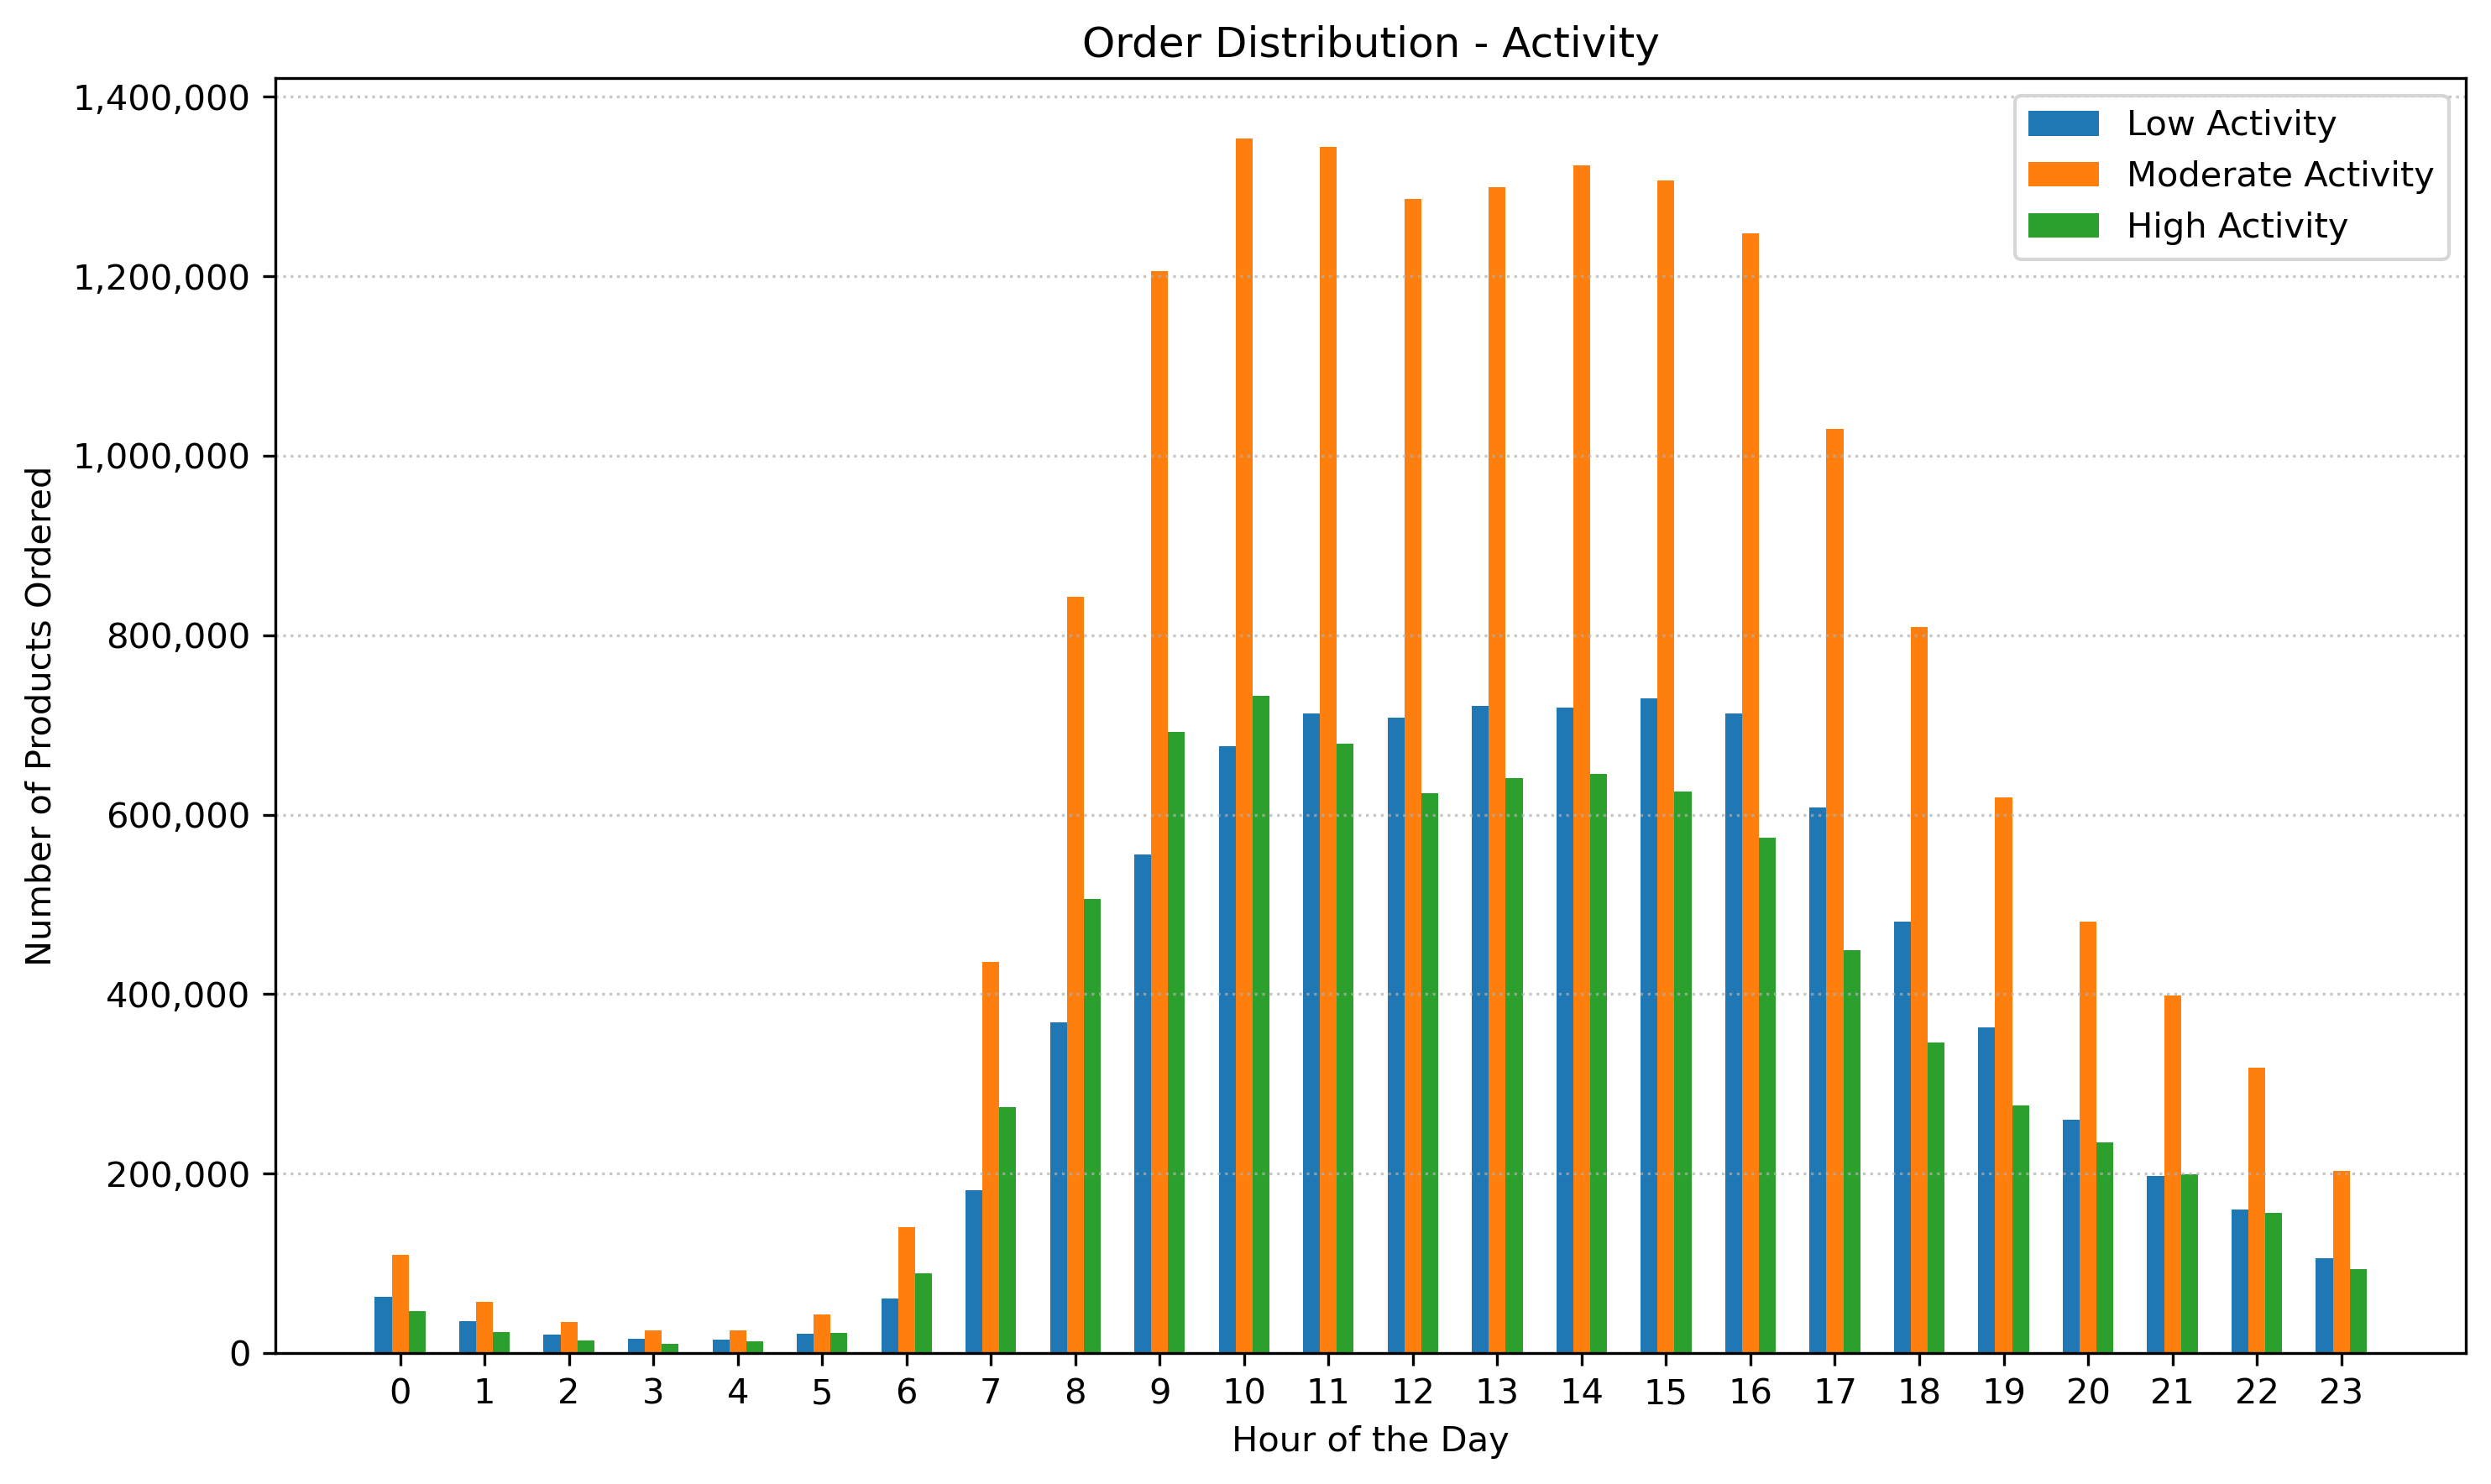 Order Distribution - Activity
Low Activity
Moderate Activity
High Activity
Number of Products Ordered
1,400,000
1,200,000
1,000,000
800,000
600,000
400,000
200,000
0
0 1 2 3 4 5 6 7 8 9 10 11 12 13 14 15 16 17 18 19 20 21 22 23
Hour of the Day